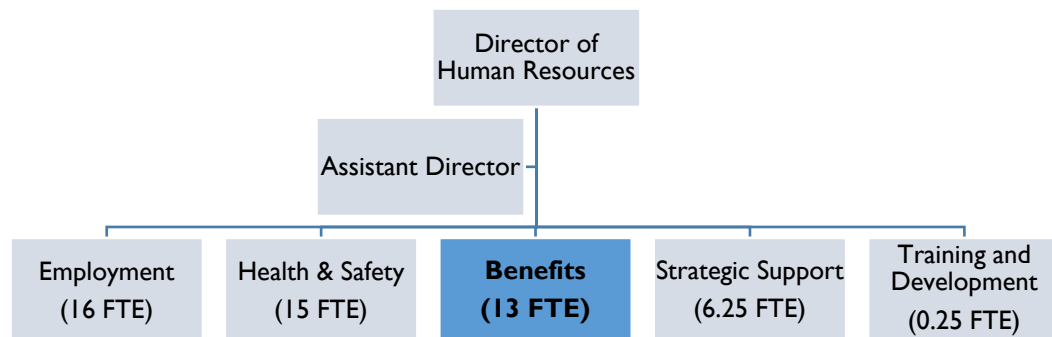 Director of
Human Resources
Assistant Director
Employment
(16 FTE)
Health & Safety
(15 FTE)
Benefits
(13 FTE)
Strategic Support
(6.25 FTE)
Training and
Development
(0.25 FTE)